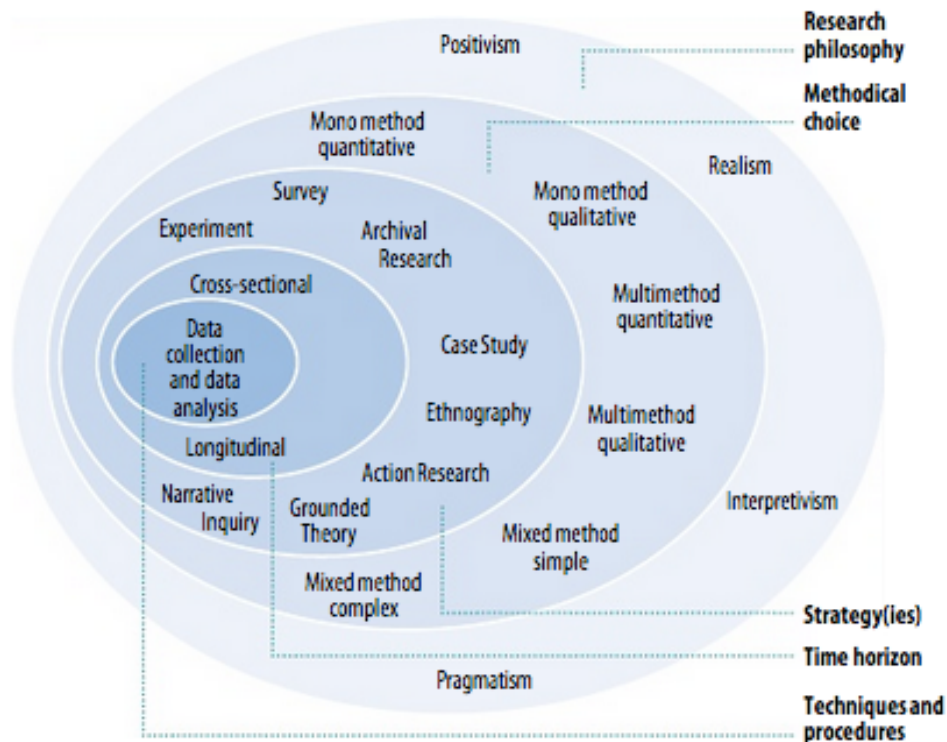 Positivism
Research
philosophy
Methodical
choice
Mono method
quantitative
Realism
Survey
Mono method
qualitative
Experiment
Archival
Research
Cross-sectional
Multimethod
quantitative
Data
collection
and data
analysis
Case Study
Ethnography
Multimethod
qualitative
Longitudinal
Action Research
Narrative
Inquiry
Grounded
Theory
Interpretivism
Mixed method
simple
Mixed method
complex
Strategy(ies)
Time horizon
Pragmatism
Techniques and
procedures